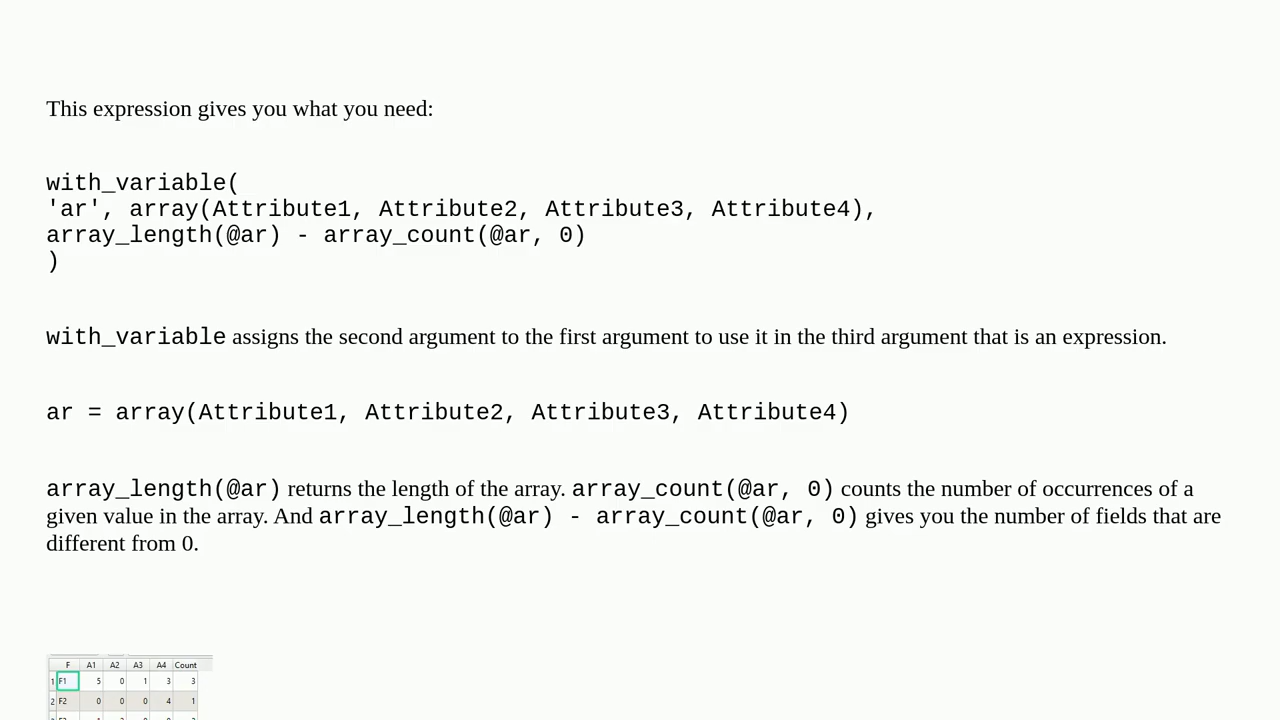 This expression gives you what you need:
with_variable(
'ar', array(Attribute1, Attribute2, Attribute3, Attribute4),
array_length(@ar) - array_count(@ar, 0)
)
with_variable assigns the second argument to the first argument to use it in the third argument that is an expression.
ar = array(Attribute1, Attribute2, Attribute3, Attribute4)
array_length(@ar) returns the length of the array. array_count(@ar, 0) counts the number of occurrences of a
given value in the array. And array_length(@ar) - array_count(@ar, 0) gives you the number of fields that are
different from 0.
F A1 A2 A3 A4 Count
1 F1 5 0 1 3 3
2 F2 0 0 0 4 1